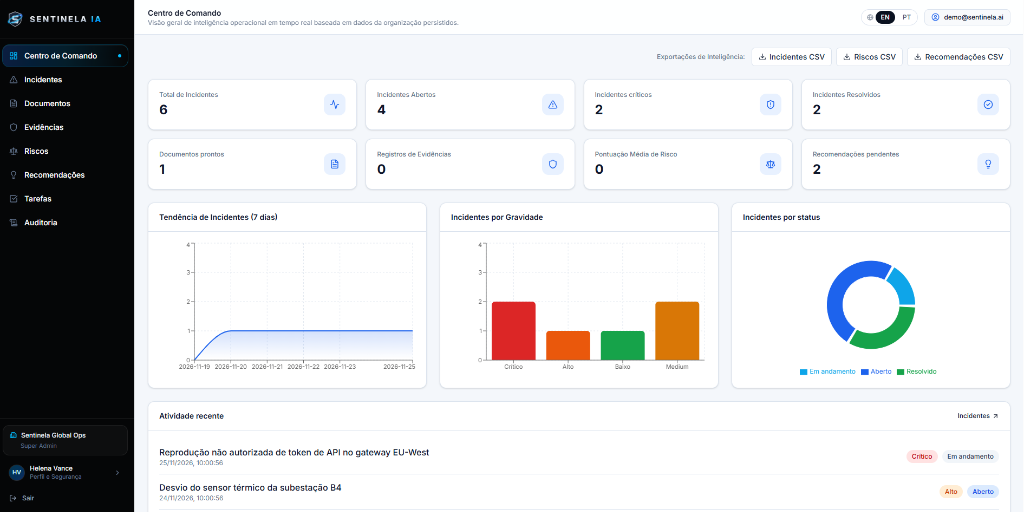 SENTINELA IA
Centro de Comando
Incidentes
Documentos
Evidências
Riscos
Recomendações
Tarefas
Auditoria
Sentinela Global Ops
Super Admin
HV
Helena Vance
Perfil e Segurança
Sair
Centro de Comando
Visão geral de inteligência operacional em tempo real baseada em dados da organização persistidos.
EN PT
demo@sentinela.ai
Exportações de Inteligência:
Incidentes CSV
Riscos CSV
Recomendações CSV
Total de Incidentes
6
Incidentes Abertos
4
Incidentes críticos
2
Incidentes Resolvidos
2
Documentos prontos
1
Registros de Evidências
0
Pontuação Média de Risco
0
Recomendações pendentes
2
Tendência de Incidentes (7 dias)
4
3
2
1
0
2026-11-19 2026-11-20 2026-11-21 2026-11-22 2026-11-23 2026-11-25
Incidentes por Gravidade
4
3
2
1
0
Crítico Alto Baixo Medium
Incidentes por status
Em andamento Aberto Resolvido
Atividade recente
Incidentes
Reprodução não autorizada de token de API no gateway EU-West
25/11/2026, 10:00:56
Crítico Em andamento
Desvio do sensor térmico da subestação B4
24/11/2026, 10:00:56
Alto Aberto